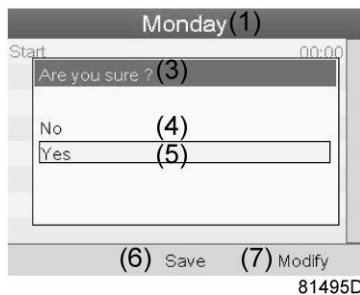 Monday(1)
Start 00:00
Are you sure ?(3)
No (4)
Yes (5)
(6) Save (7) Modify
81495D